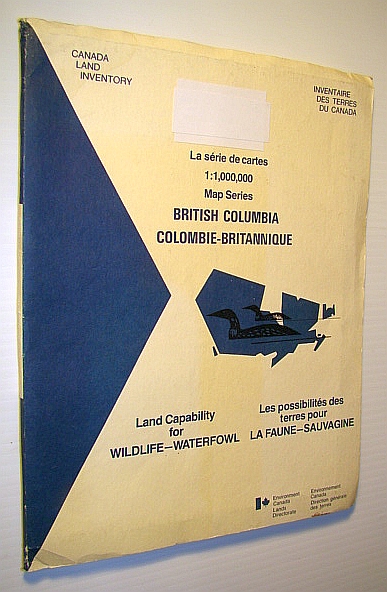 CANADA
LAND
INVENTORY
INVENTAIRE
DES TERRES
DU CANADA
La série de cartes
1:1,000,000
Map Series
BRITISH COLUMBIA
COLOMBIE-BRITANNIQUE
Land Capability
for
WILDLIFE—WATERFOWL
Les possibilités des
terres pour
LA FAUNE—SAUVAGINE
Environment
Canada
Lands
Directorate
Environnement
Canada
Direction générale
des terres